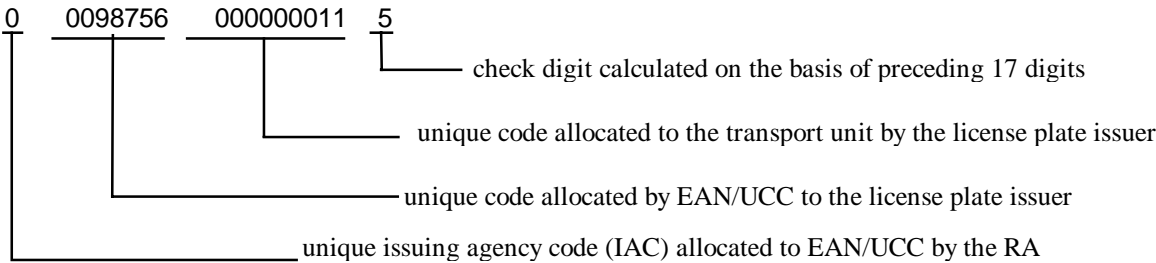 0 0098756 000000011 5
check digit calculated on the basis of preceding 17 digits
unique code allocated to the transport unit by the license plate issuer
unique code allocated by EAN/UCC to the license plate issuer
unique issuing agency code (IAC) allocated to EAN/UCC by the RA